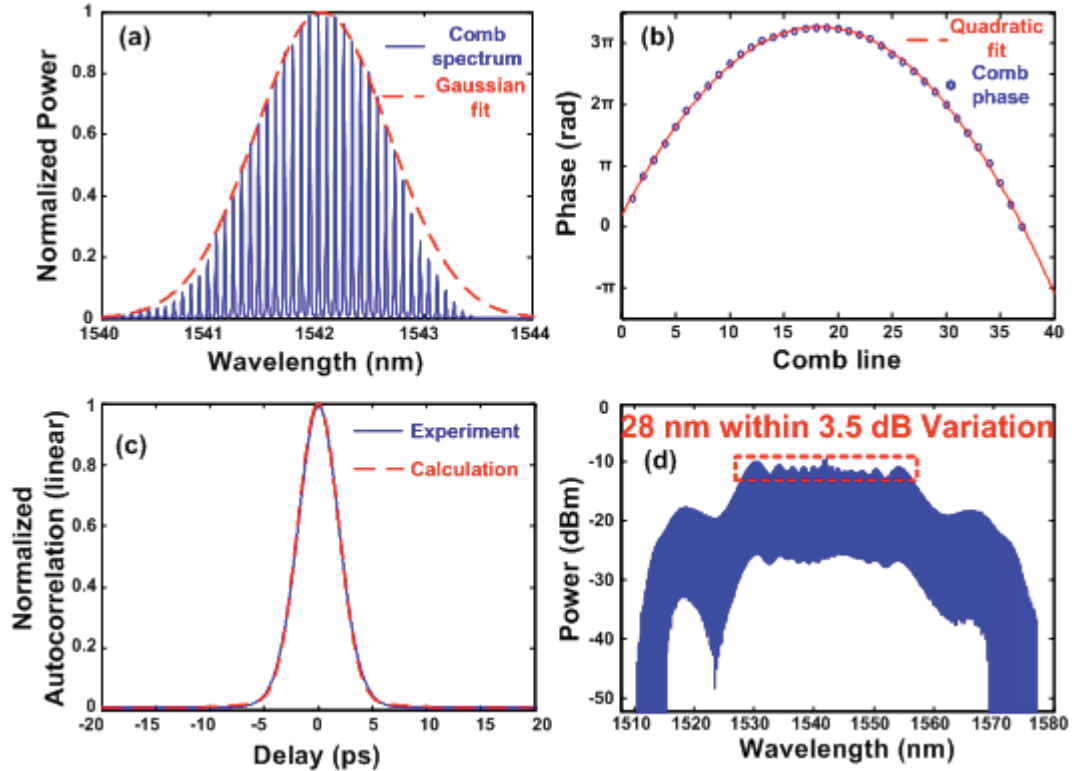 (a)
Comb
spectrum
Gaussian
fit
Normalized Power
1
0.8
0.6
0.4
0.2
0
1540 1541 1542 1543 1544
Wavelength (nm)
(b)
Quadratic
fit
Comb
phase
Phase (rad)
3π
2π
π
0
-π
0 5 10 15 20 25 30 35 40
Comb line
(c)
Experiment
Calculation
Normalized
Autocorrelation (linear)
1
0.8
0.6
0.4
0.2
0
-20 -15 -10 -5 0 5 10 15 20
Delay (ps)
28 nm within 3.5 dB Variation
(d)
Power (dBm)
0
-10
-20
-30
-40
-50
1510 1520 1530 1540 1550 1560 1570 1580
Wavelength (nm)